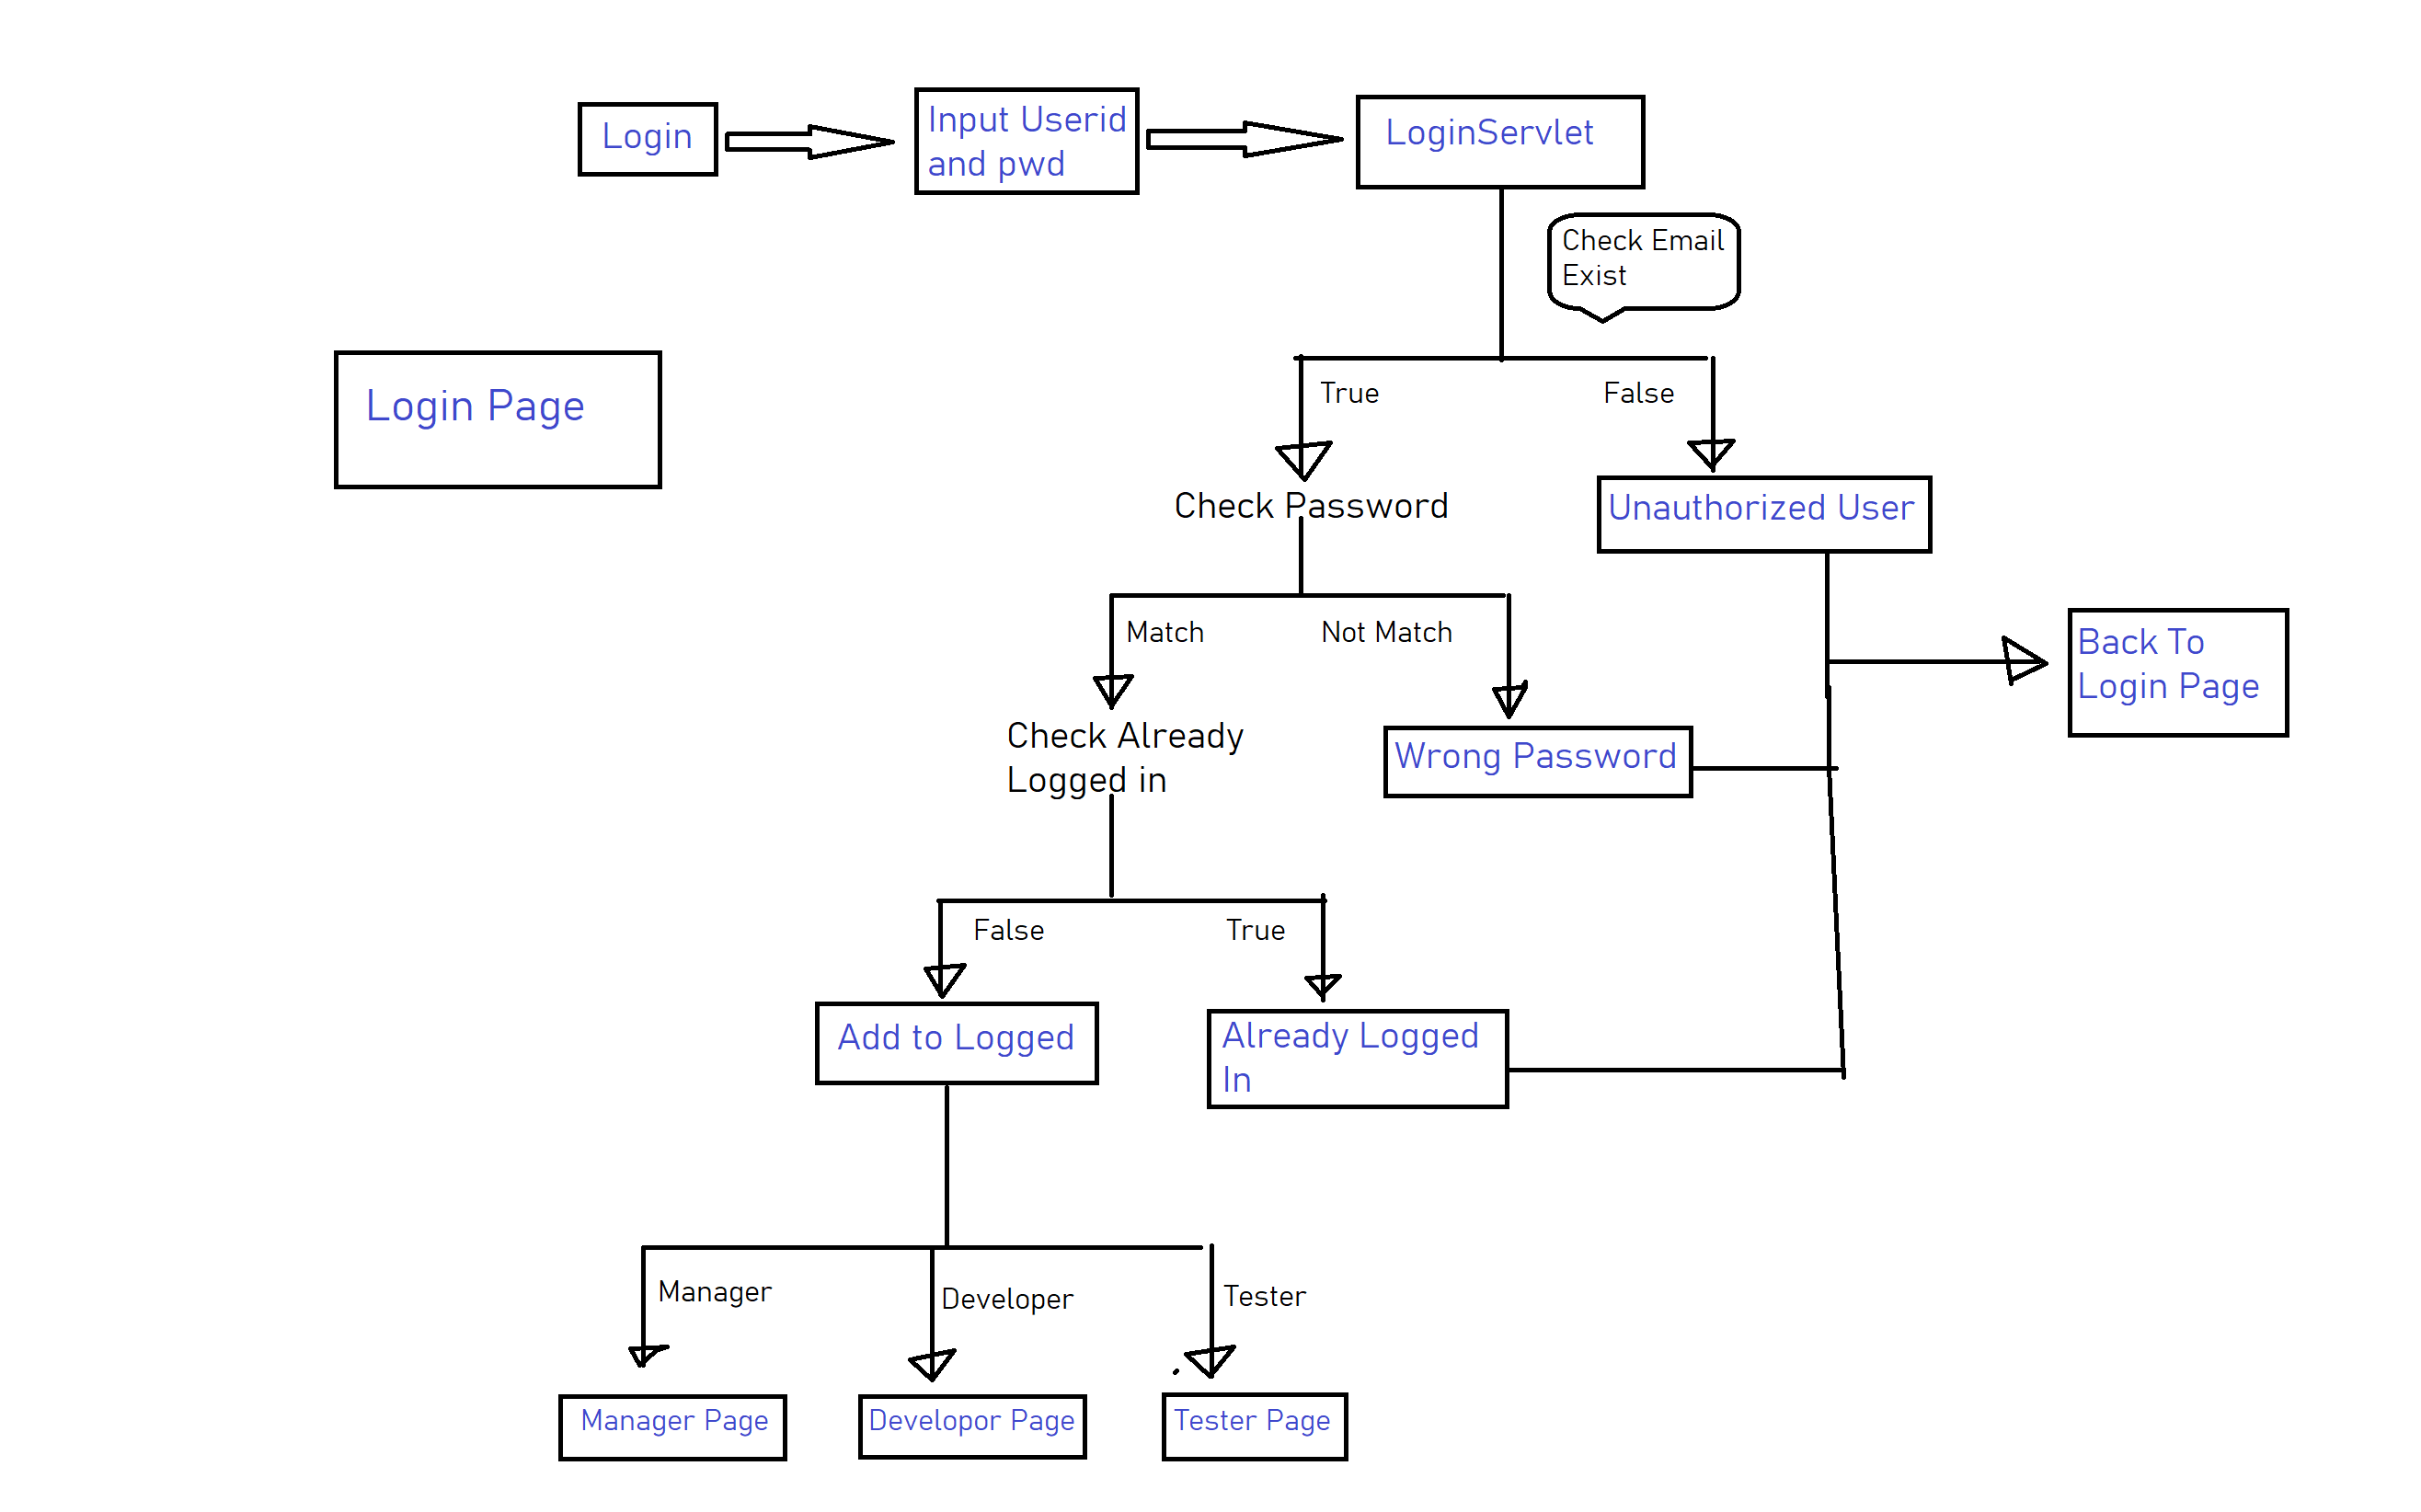 Login
Input Userid
and pwd
LoginServlet
Check Email
Exist
Login Page
True
False
Check Password
Unauthorized User
Match
Not Match
Back To
Login Page
Check Already
Logged in
Wrong Password
False
True
Add to Logged
Already Logged
In
Manager
Developer
Tester
Manager Page
Developor Page
Tester Page